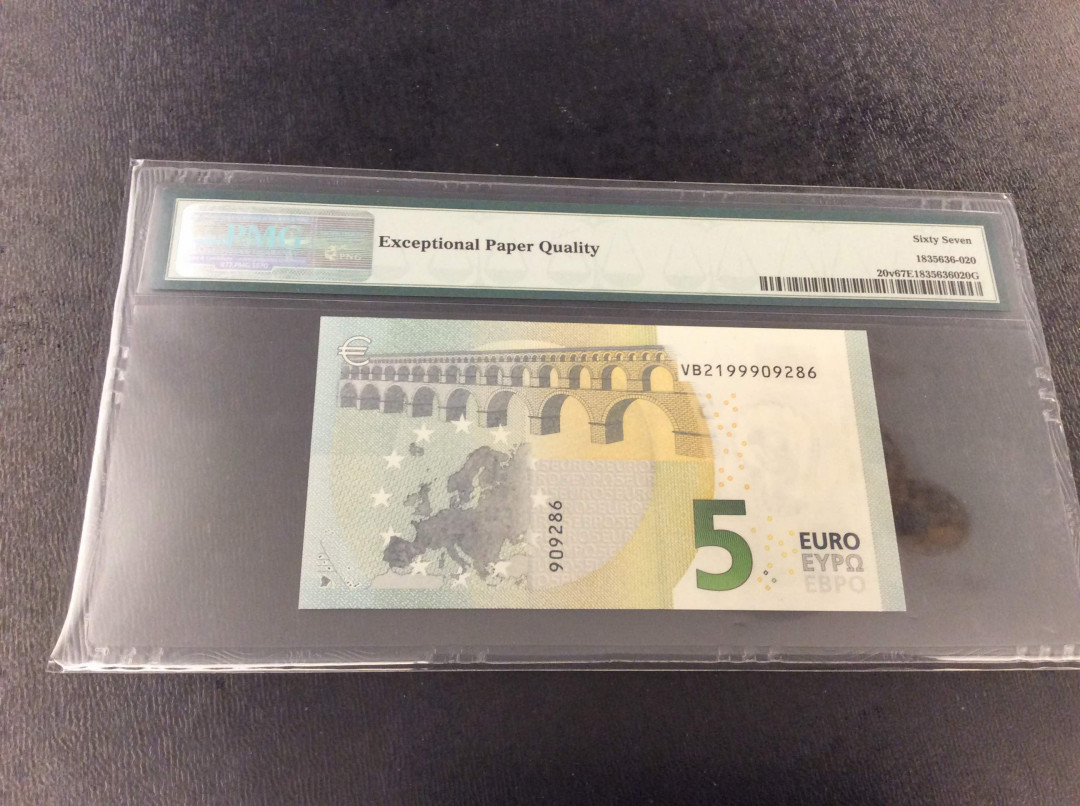 PMG
Exceptional Paper Quality
Sixty Seven
1835636-020
20v67E1835636020G
€
VB2199909286
909286
5
EURO
ΕΥΡΩ
ЕВРО